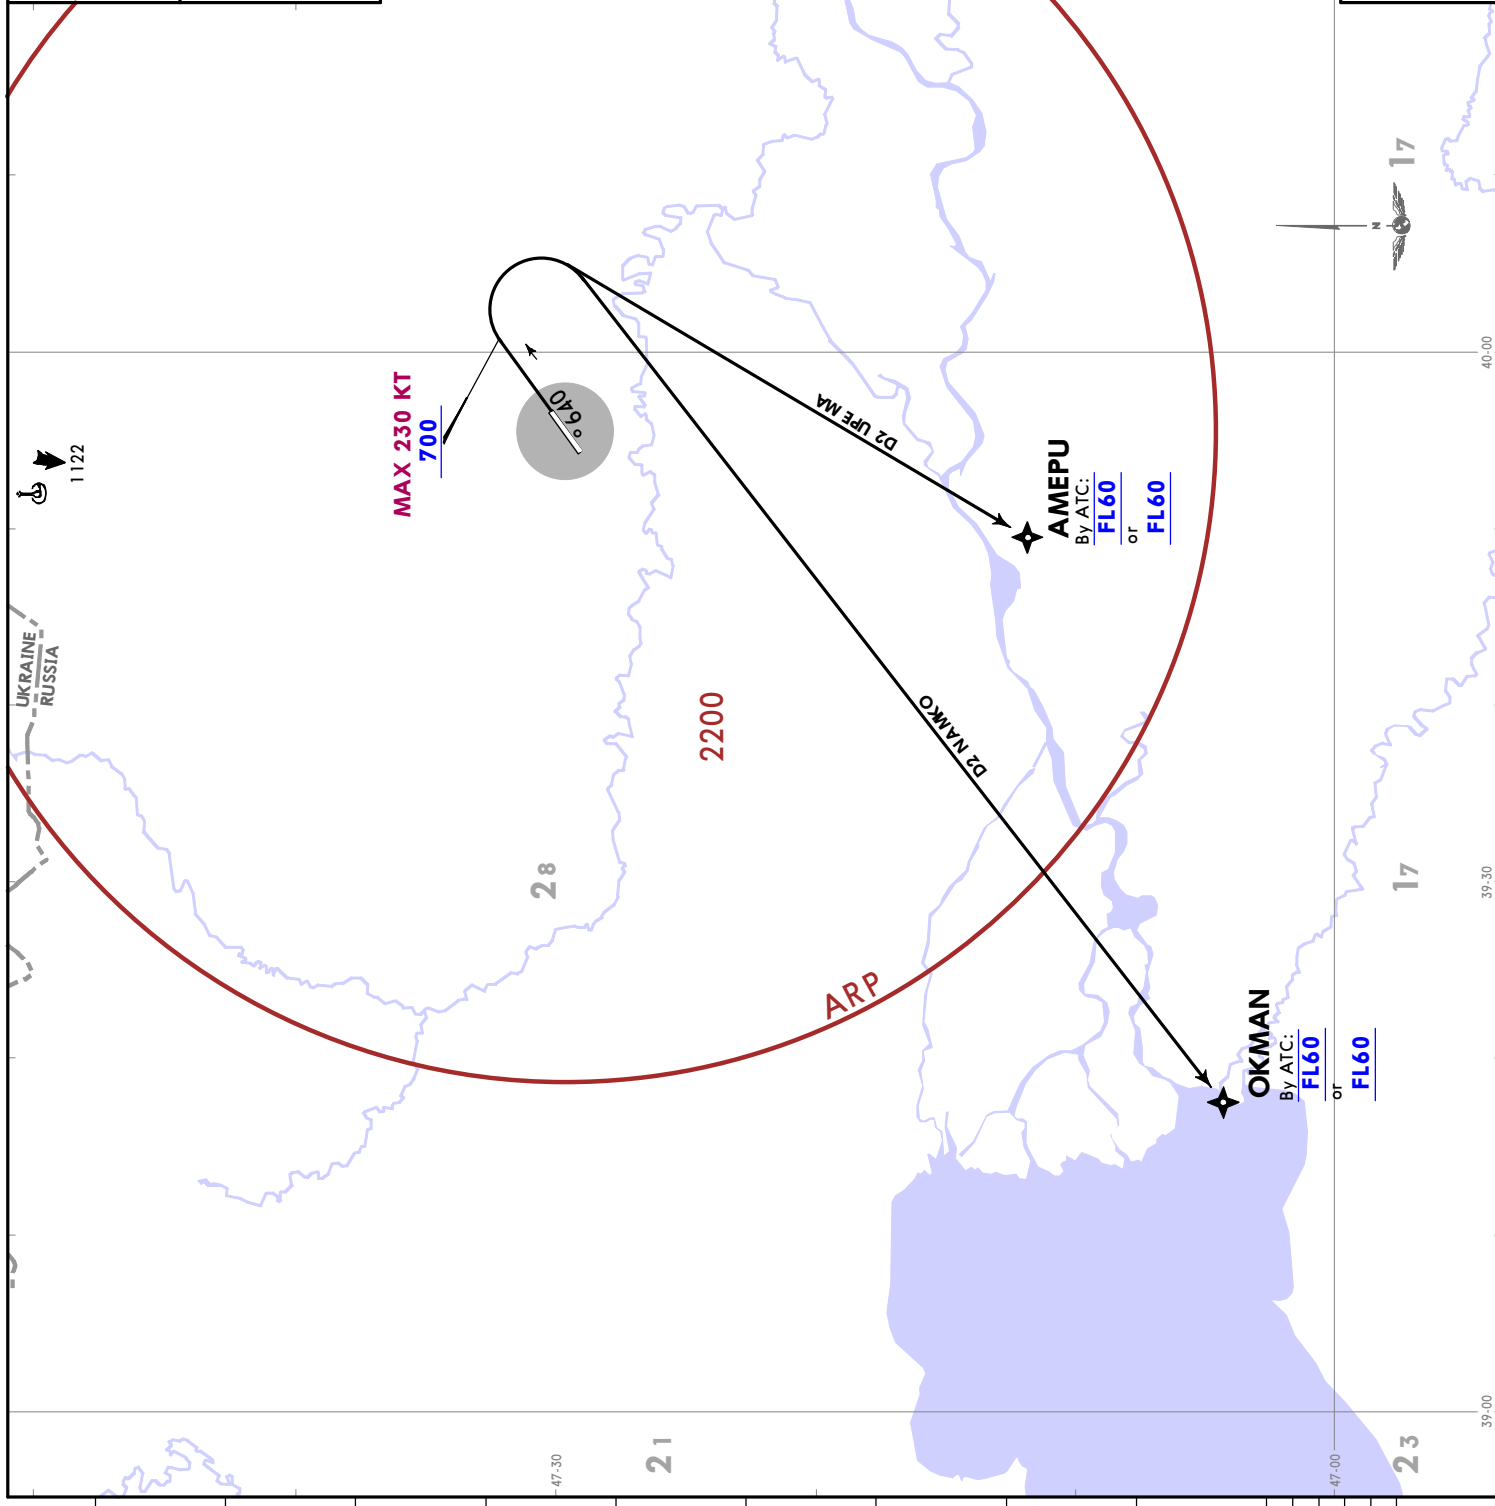 UKRAINE
RUSSIA
1122
MAX 230 KT
700
640
D2 UPE MA
AMEPU
By ATC:
FL60
or
FL60
D2 NAMKO
OKMAN
By ATC:
FL60
or
FL60
2200
ARP
28
21
17
17
23
N
40-00
39-30
39-00
47-30
47-00